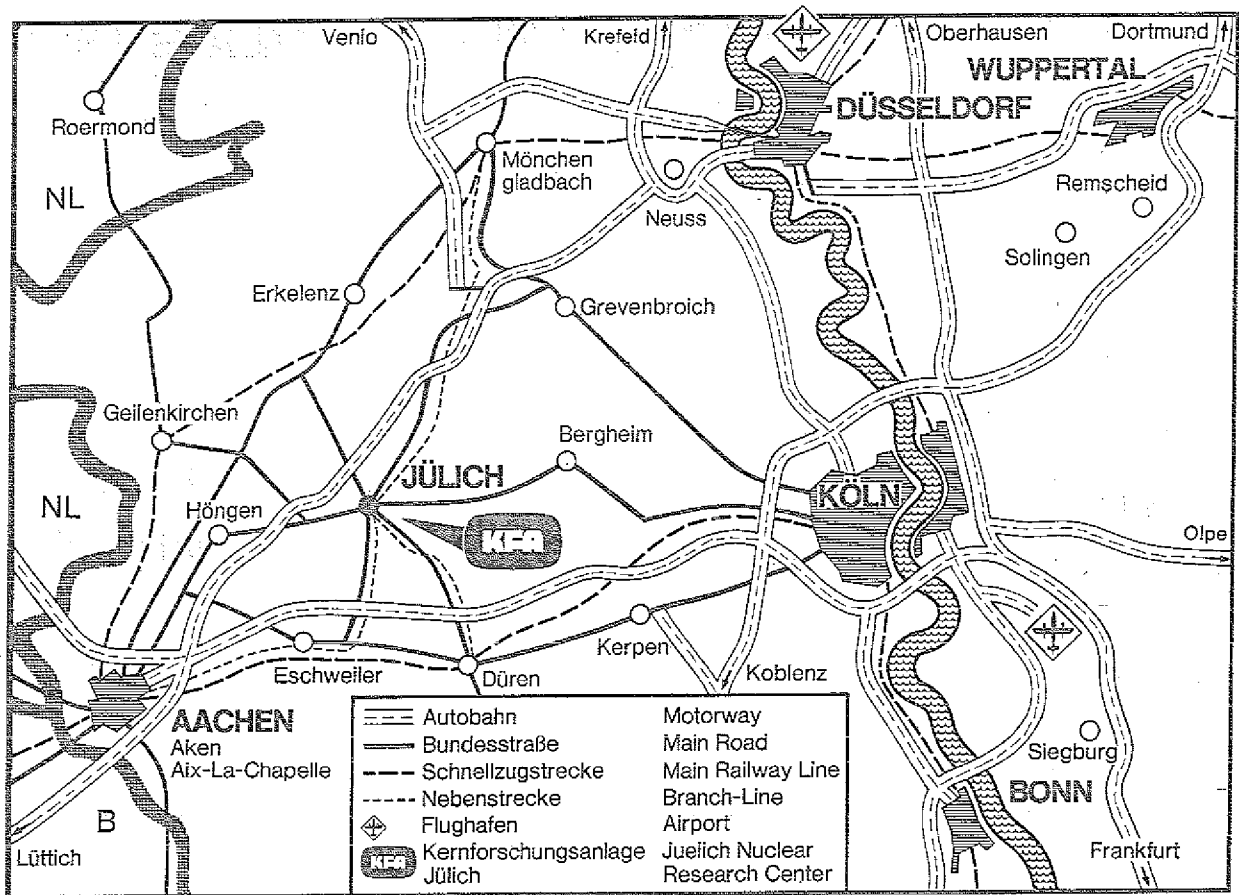 Venlo
Krefeld
Oberhausen
Dortmund
WUPPERTAL
DÜSSELDORF
Roermond
Mönchen
gladbach
NL
Neuss
Remscheid
Solingen
Erkelenz
Grevenbroich
Geilenkirchen
Bergheim
JÜLICH
KÖLN
NL
Höngen
KFA
Olpe
Kerpen
Eschweiler
Düren
Koblenz
AACHEN
Aken
Aix-La-Chapelle
Siegburg
BONN
B
Lüttich
Frankfurt
Autobahn Motorway
Bundesstraße Main Road
Schnellzugstrecke Main Railway Line
Nebenstrecke Branch-Line
Flughafen Airport
KFA Kernforschungsanlage Juelich Nuclear
Jülich Research Center